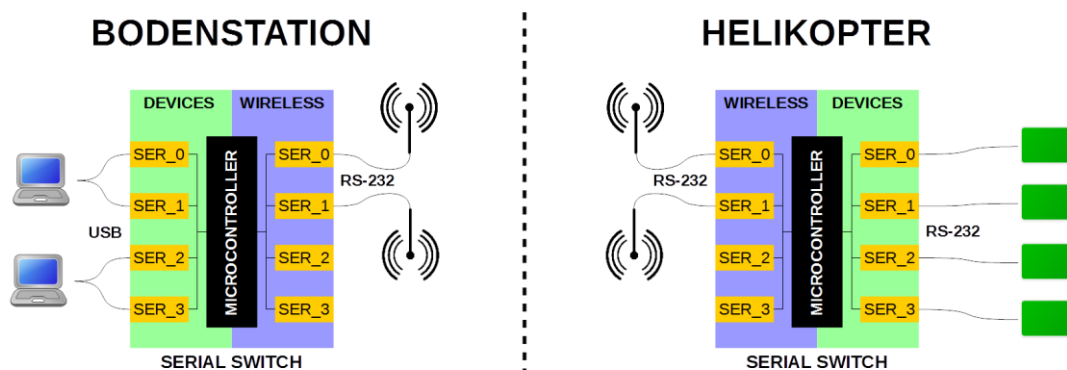 BODENSTATION
DEVICES WIRELESS
SER_0
SER_1
SER_2
SER_3
MICROCONTROLLER
SER_0
SER_1
SER_2
SER_3
USB
RS-232
SERIAL SWITCH
HELIKOPTER
WIRELESS DEVICES
RS-232
SER_0
SER_1
SER_2
SER_3
MICROCONTROLLER
SER_0
SER_1
SER_2
SER_3
RS-232
SERIAL SWITCH